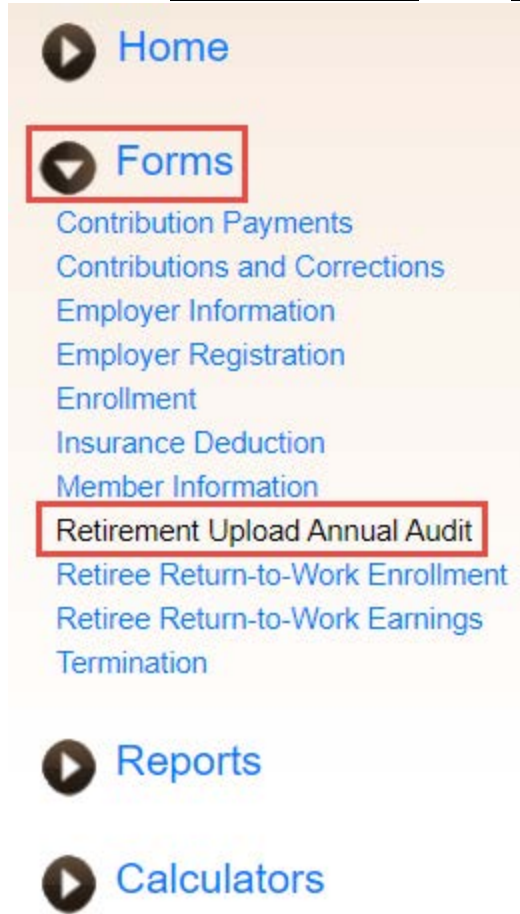 Home
Forms
Contribution Payments
Contributions and Corrections
Employer Information
Employer Registration
Enrollment
Insurance Deduction
Member Information
Retirement Upload Annual Audit
Retiree Return-to-Work Enrollment
Retiree Return-to-Work Earnings
Termination
Reports
Calculators